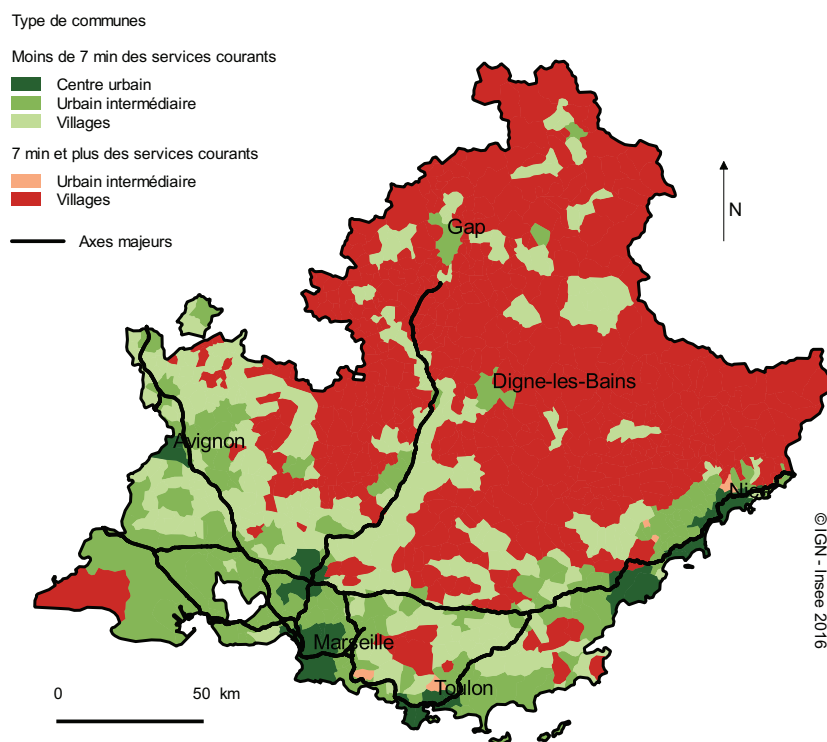 Type de communes
Moins de 7 min des services courants
Centre urbain
Urbain intermédiaire
Villages
7 min et plus des services courants
Urbain intermédiaire
Villages
Axes majeurs
N
Gap
Digne-les-Bains
Avignon
Nice
Marseille
Toulon
0 50 km
© IGN - Insee 2016